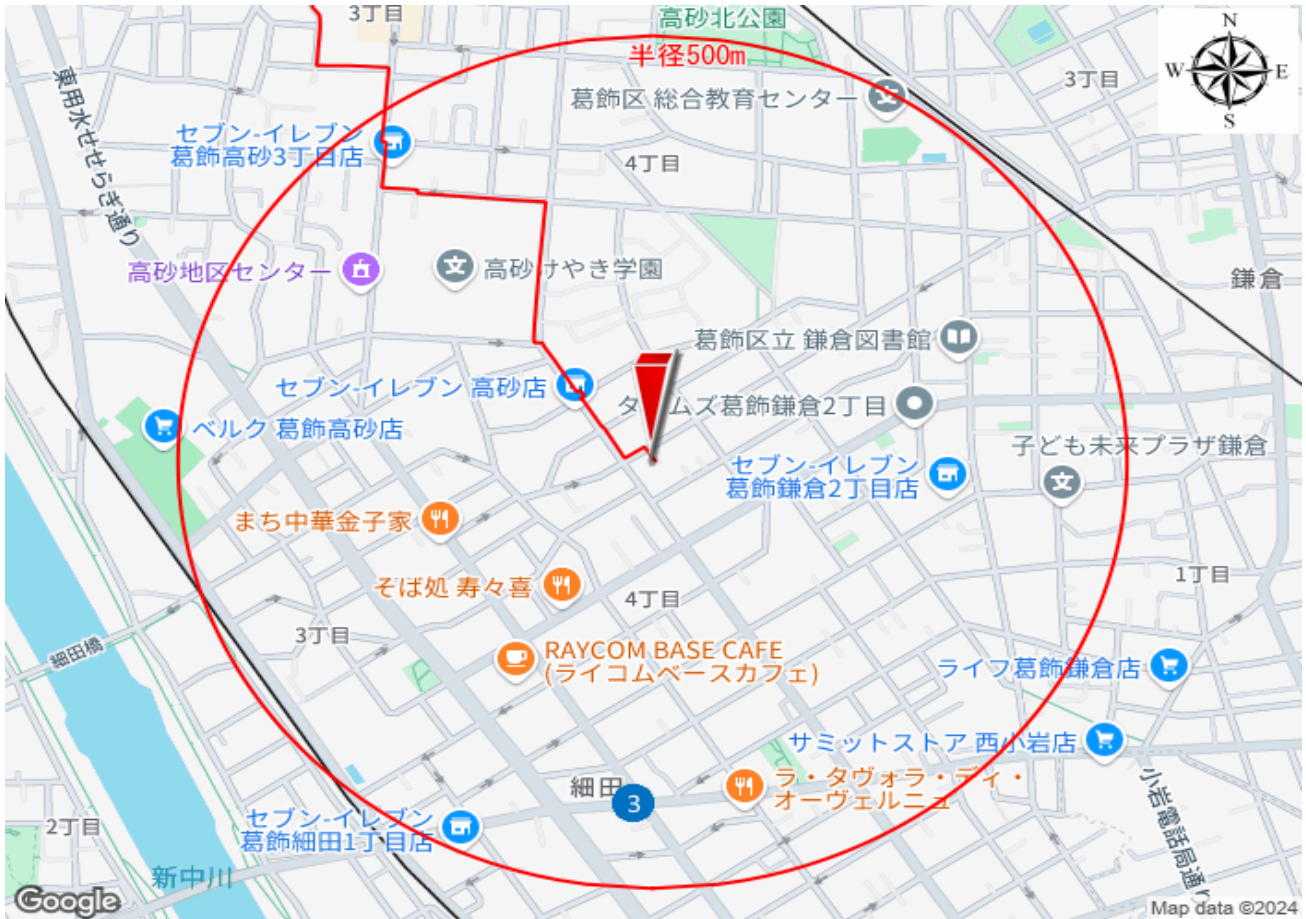 3丁目
高砂北公園
半径500m
N
W
E
S
東用水せせらぎ通り
葛飾区 総合教育センター
3丁目
セブン-イレブン
葛飾高砂3丁目店
4丁目
高砂地区センター
高砂けやき学園
鎌倉
葛飾区立 鎌倉図書館
セブン-イレブン 高砂店
タ
ムズ葛飾鎌倉2丁目
ベルク 葛飾高砂店
子ども未来プラザ鎌倉
セブン-イレブン
葛飾鎌倉2丁目店
まち中華金子家
そば処 寿々喜
4丁目
1丁目
3丁目
細田橋
RAYCOM BASE CAFE
(ライコムベースカフェ)
ライフ葛飾鎌倉店
サミットストア 西小岩店
細田
3
ラ・タヴォラ・ディ・
オーヴェルニュ
小岩電話局通り
セブン-イレブン
葛飾細田1丁目店
2丁目
新中川
Google
Map data ©2024